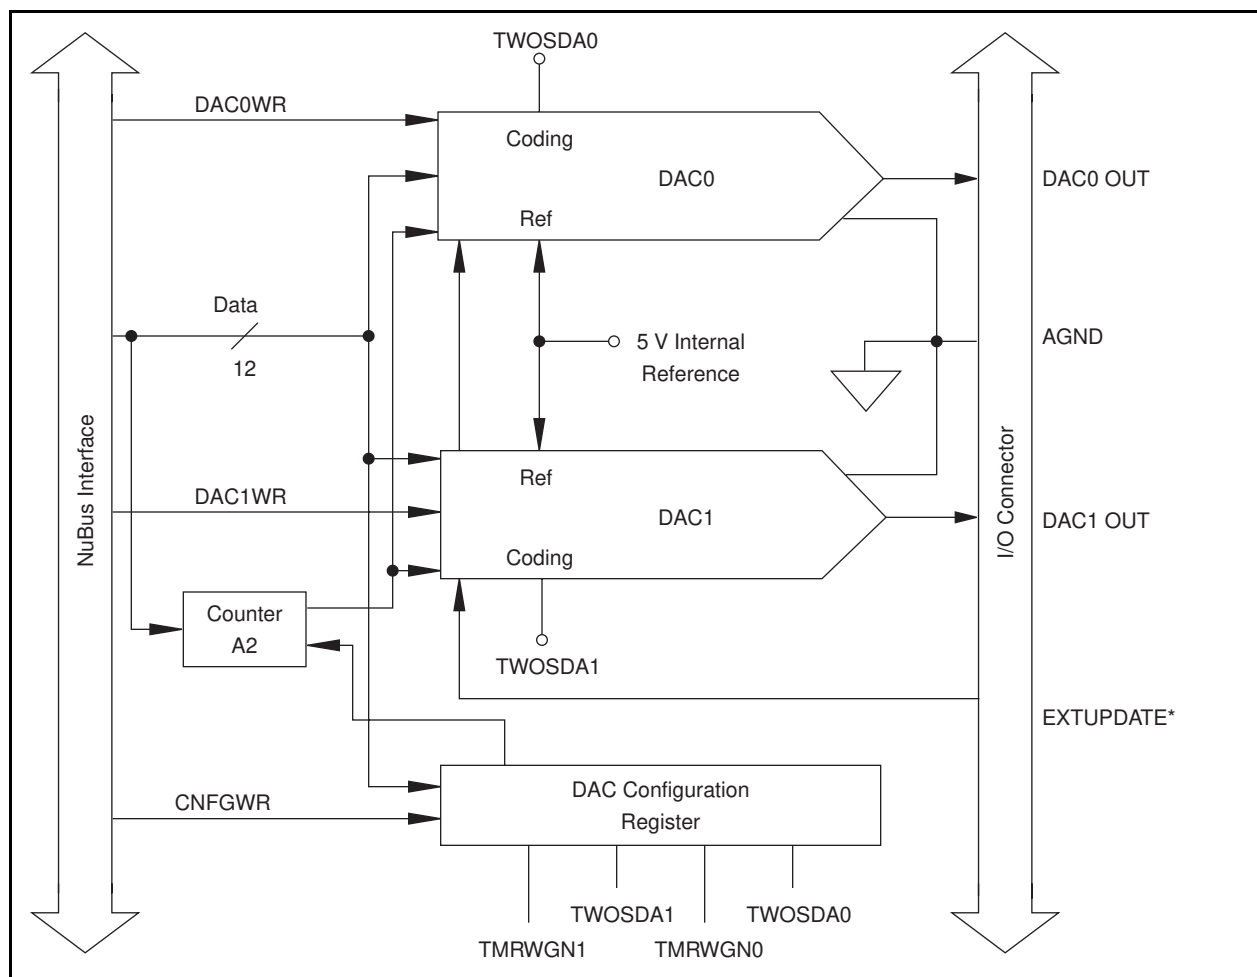 TWOSDA0
DAC0WR
Coding
DAC0
DAC0 OUT
Ref
Data
12
5 V Internal
Reference
AGND
NuBus Interface
I/O Connector
Ref
DAC1WR
DAC1
DAC1 OUT
Coding
Counter
A2
TWOSDA1
EXTUPDATE*
CNFGWR
DAC Configuration
Register
TWOSDA1
TWOSDA0
TMRWGN1
TMRWGN0